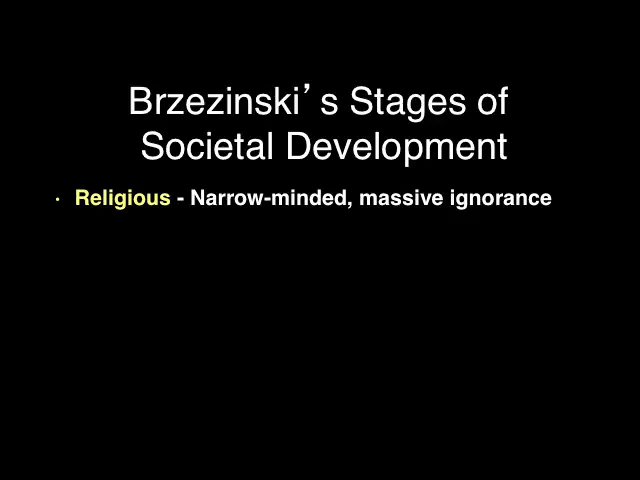 Brzezinski’s Stages of
Societal Development
· Religious - Narrow-minded, massive ignorance